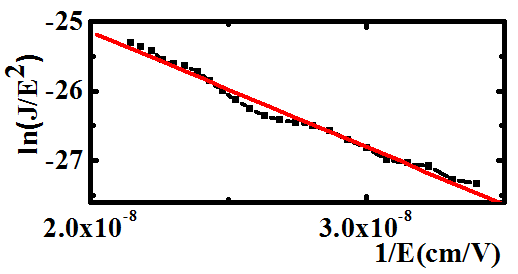 -25
-26
-27
ln(J/E²)
2.0x10⁻⁸
3.0x10⁻⁸
1/E(cm/V)